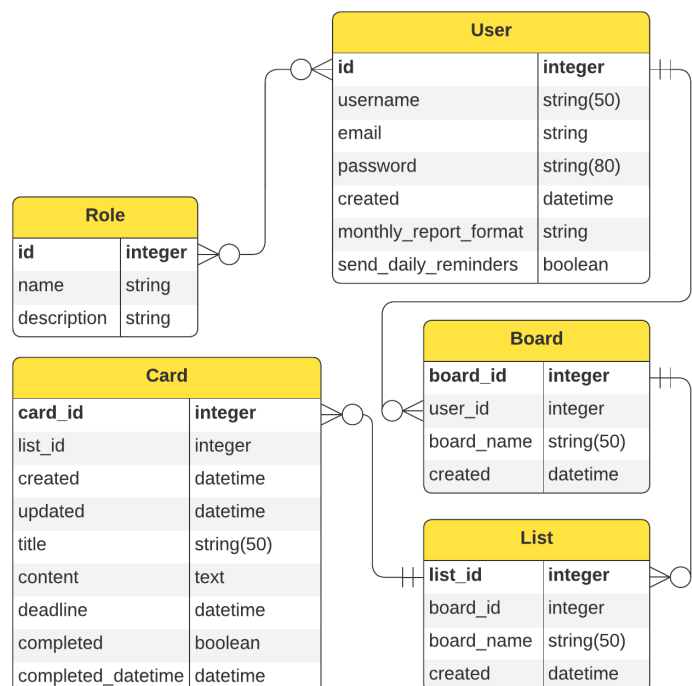 User
id integer
username string(50)
email string
password string(80)
created datetime
monthly_report_format string
send_daily_reminders boolean
Role
id integer
name string
description string
Board
board_id integer
user_id integer
board_name string(50)
created datetime
Card
card_id integer
list_id integer
created datetime
updated datetime
title string(50)
content text
deadline datetime
completed boolean
completed_datetime datetime
List
list_id integer
board_id integer
board_name string(50)
created datetime